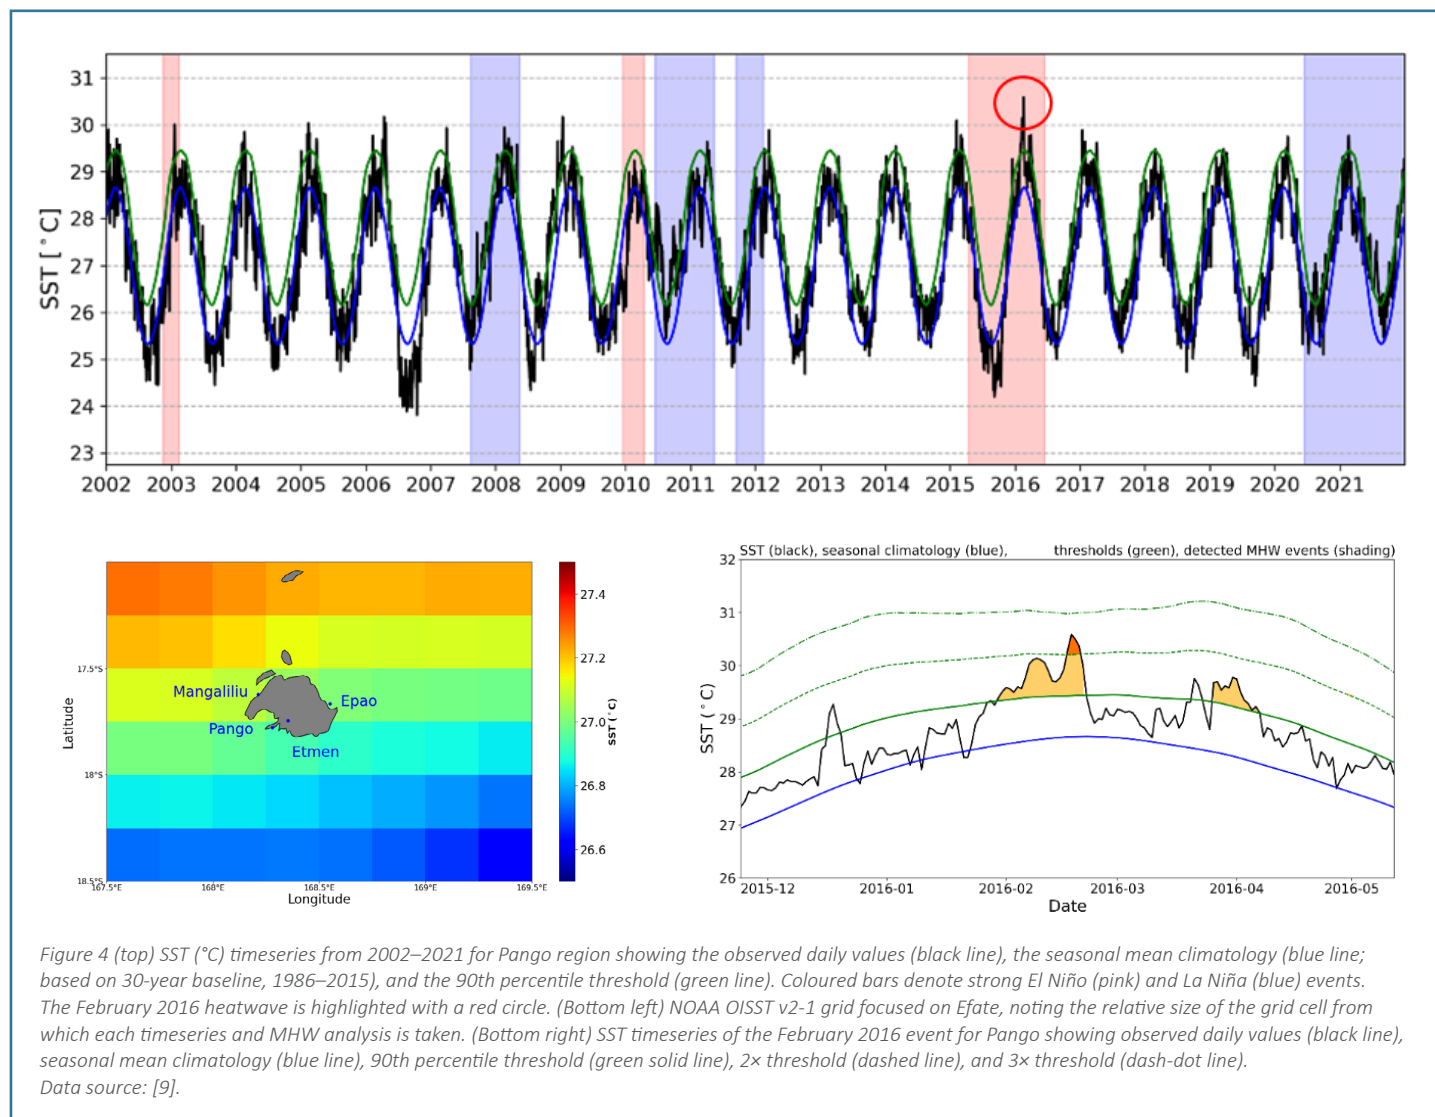 31
30
29
28
27
26
25
24
23
SST [°C]
2002 2003 2004 2005 2006 2007 2008 2009 2010 2011 2012 2013 2014 2015 2016 2017 2018 2019 2020 2021
17.5°S
18°S
18.5°S
Latitude
Mangaliliu
Epao
Pango
Etmen
167.5°E 168°E 168.5°E 169°E 169.5°E
Longitude
27.4
27.2
27.0
26.8
26.6
SST (°C)
SST (black), seasonal climatology (blue), thresholds (green), detected MHW events (shading)
32
31
30
29
28
27
26
SST (°C)
2015-12 2016-01 2016-02 2016-03 2016-04 2016-05
Date
Figure 4 (top) SST (°C) timeseries from 2002–2021 for Pango region showing the observed daily values (black line), the seasonal mean climatology (blue line;
based on 30-year baseline, 1986–2015), and the 90th percentile threshold (green line). Coloured bars denote strong El Niño (pink) and La Niña (blue) events.
The February 2016 heatwave is highlighted with a red circle. (Bottom left) NOAA OISST v2-1 grid focused on Efate, noting the relative size of the grid cell from
which each timeseries and MHW analysis is taken. (Bottom right) SST timeseries of the February 2016 event for Pango showing observed daily values (black line),
seasonal mean climatology (blue line), 90th percentile threshold (green solid line), 2× threshold (dashed line), and 3× threshold (dash-dot line).
Data source: [9].